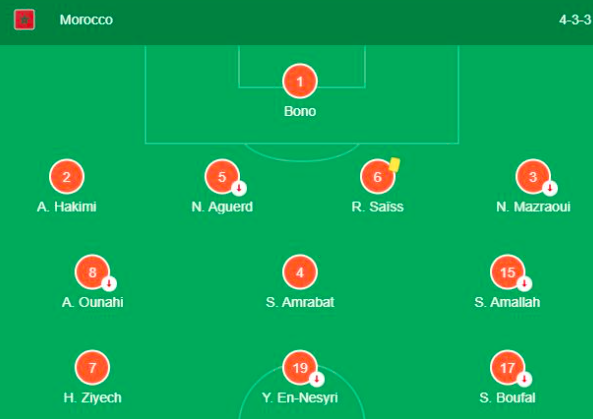 Morocco 4-3-3
1
Bono
2 5 6 3
A. Hakimi N. Aguerd R. Saïss N. Mazraoui
8 4 15
A. Ounahi S. Amrabat S. Amallah
7 19 17
H. Ziyech Y. En-Nesyri S. Boufal